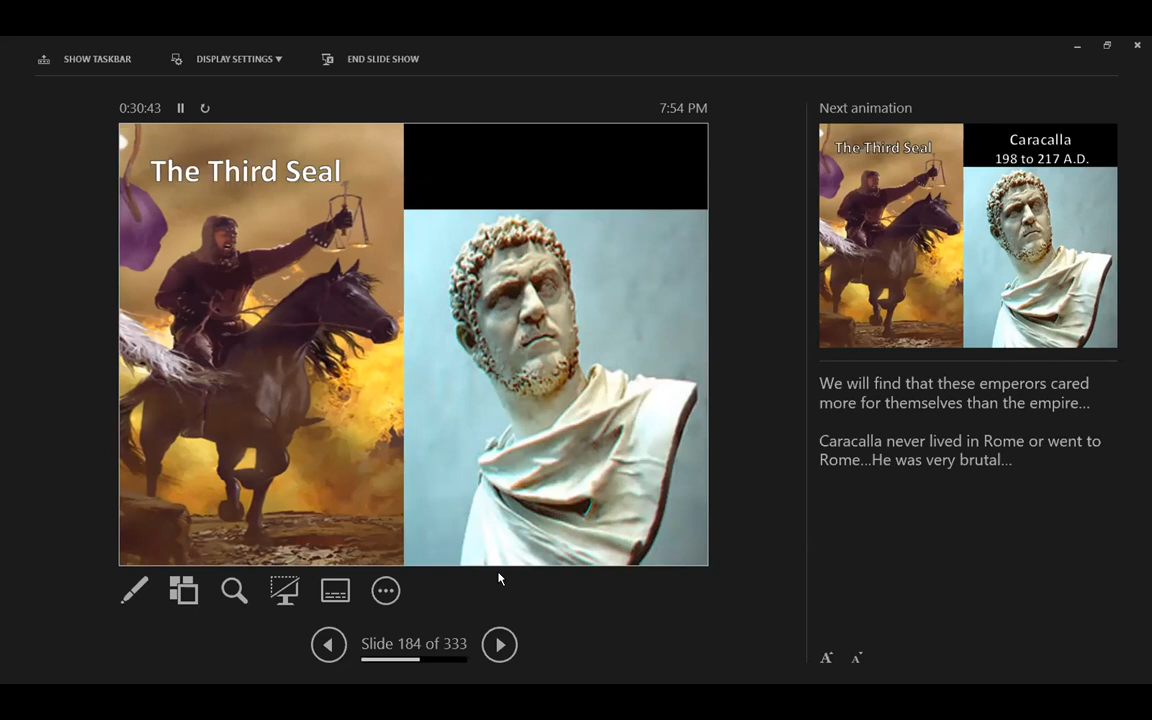 SHOW TASKBAR
DISPLAY SETTINGS ▼
END SLIDE SHOW
0:30:43
7:54 PM
The Third Seal
Next animation
The Third Seal
Caracalla
198 to 217 A.D.
We will find that these emperors cared
more for themselves than the empire...
Caracalla never lived in Rome or went to
Rome...He was very brutal...
Slide 184 of 333
A A